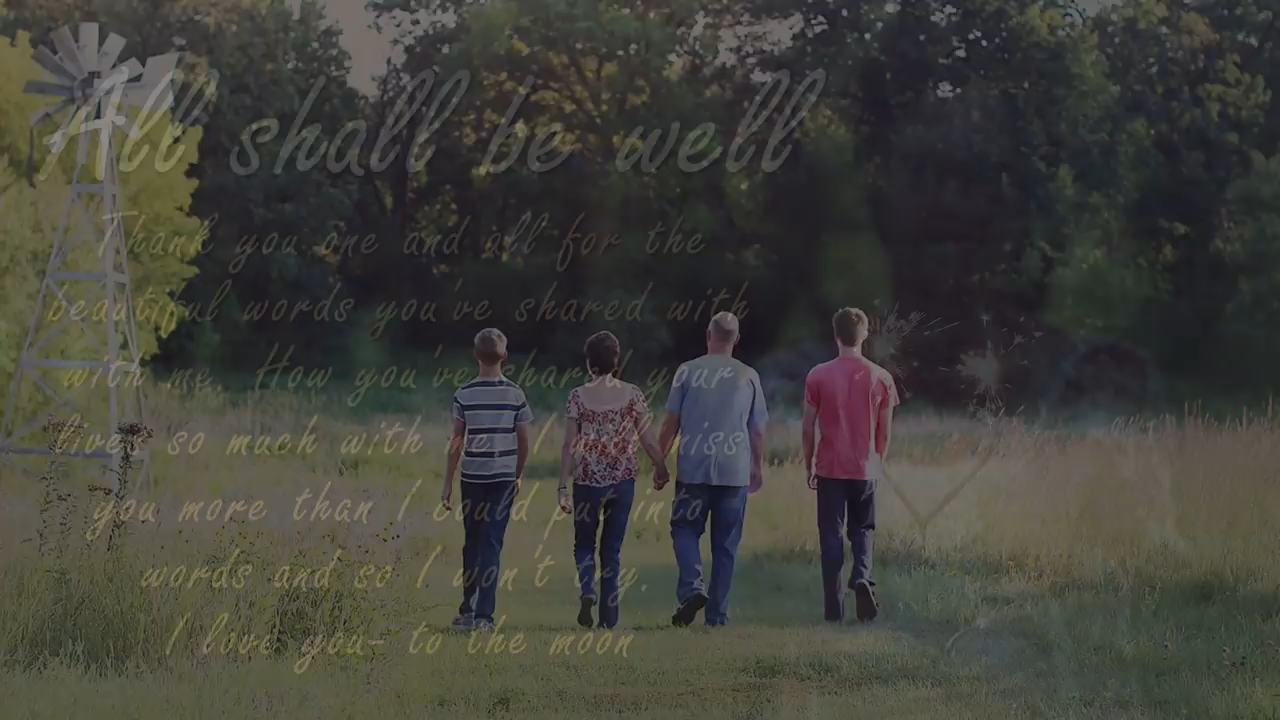 All shall be well
Thank you one and all for the
beautiful words you've shared with
with me. How you've shared your
lives so much with me. I will miss
you more than I could put into
words and so I won't try.
I love you- to the moon